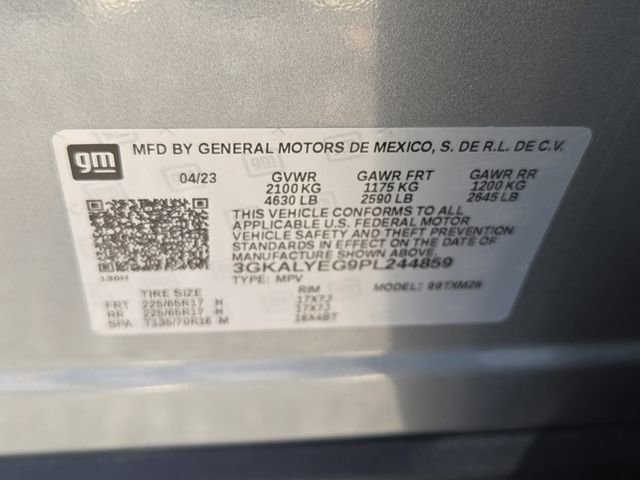 gm MFD BY GENERAL MOTORS DE MEXICO, S. DE R.L. DE C.V.
04/23 GVWR GAWR FRT GAWR RR
2100 KG 1175 KG 1200 KG
4630 LB 2590 LB 2645 LB
THIS VEHICLE CONFORMS TO ALL
APPLICABLE U.S. FEDERAL MOTOR
VEHICLE SAFETY AND THEFT PREVENTION
STANDARDS IN EFFECT ON THE DATE OF
MANUFACTURE SHOWN ABOVE.
3GKALYEG9PL244859
TYPE: MPV MODEL: 99TXM26
TIRE SIZE RIM
FRT 225/65R17 H 17X7J
RR 225/65R17 H 17X7J
SPA T135/70R16 M 16X4BT